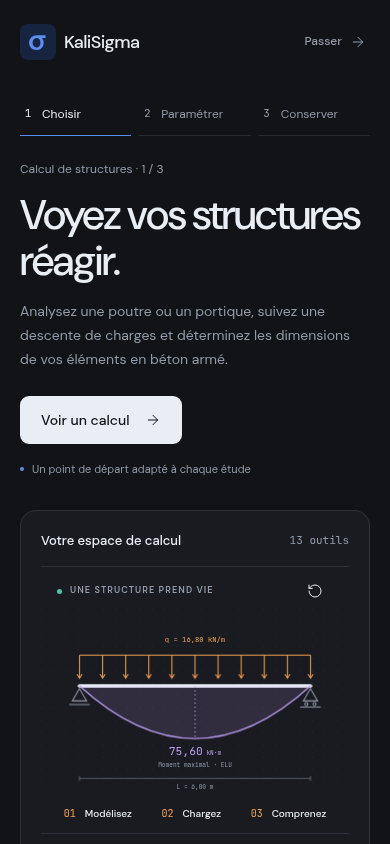 σ KaliSigma
Passer →
1 Choisir
2 Paramétrer
3 Conserver
Calcul de structures · 1 / 3
Voyez vos structures
réagir.
Analysez une poutre ou un portique, suivez une
descente de charges et déterminez les dimensions
de vos éléments en béton armé.
Voir un calcul →
Un point de départ adapté à chaque étude
Votre espace de calcul
13 outils
UNE STRUCTURE PREND VIE
q = 16,80 kN/m
75,60 kN·m
Moment maximal · ELU
L = 6,00 m
01 Modélisez
02 Chargez
03 Comprenez